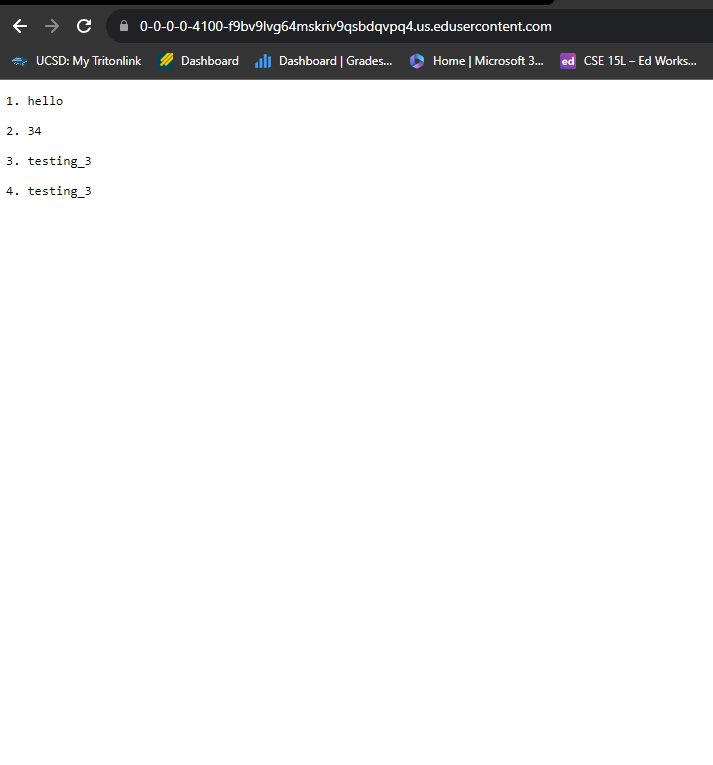 0-0-0-0-4100-f9bv9lvg64mskriv9qsbdqvpq4.us.edusercontent.com
UCSD: My Tritonlink Dashboard Dashboard | Grades... Home | Microsoft 3... ed CSE 15L – Ed Works...
1. hello
2. 34
3. testing_3
4. testing_3